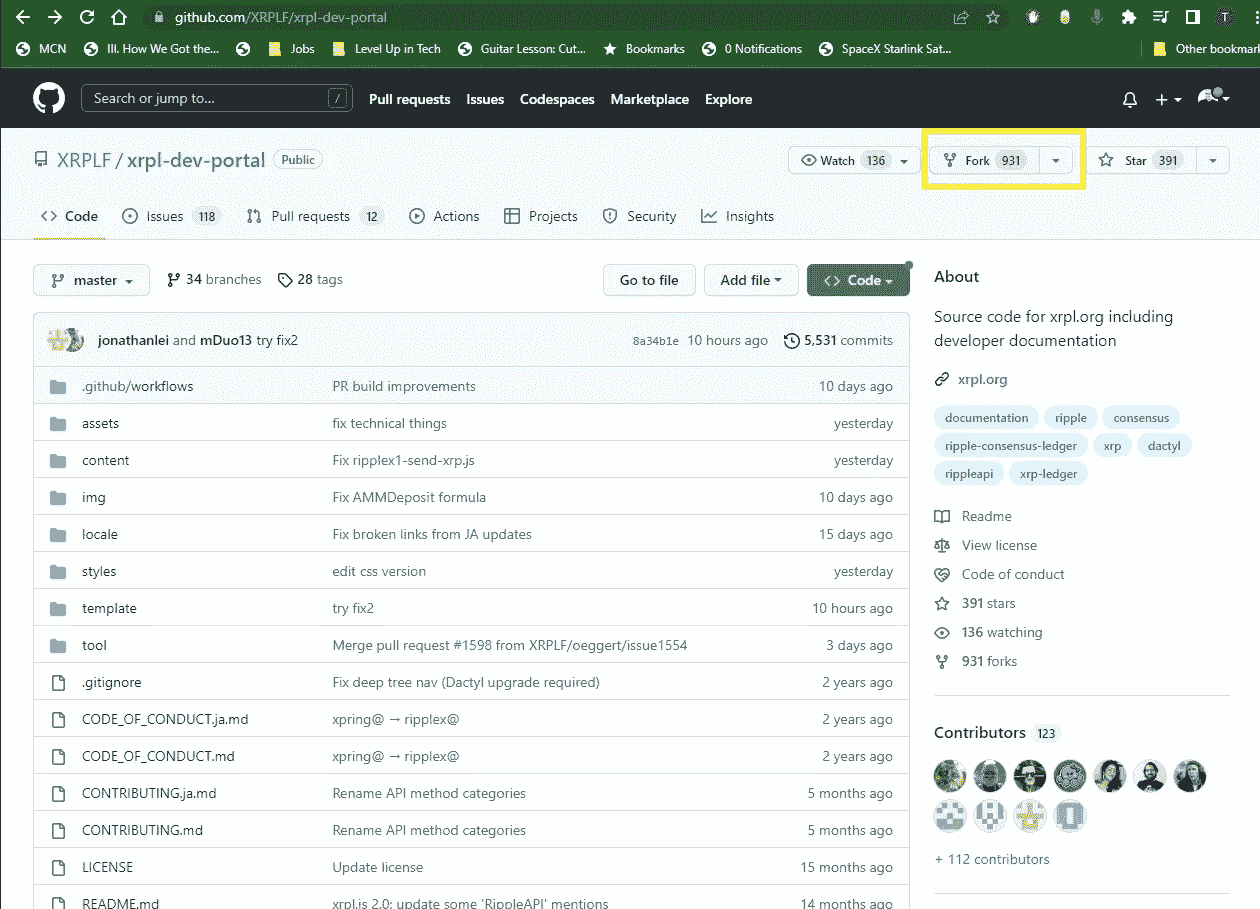 github.com/XRPLF/xrpl-dev-portal
T
MCN III. How We Got the... Jobs Level Up in Tech Guitar Lesson: Cut... Bookmarks 0 Notifications SpaceX Starlink Sat... Other bookmark
Search or jump to... / Pull requests Issues Codespaces Marketplace Explore
XRPLF / xrpl-dev-portal Public Watch 136 Fork 931 Star 391
Code Issues 118 Pull requests 12 Actions Projects Security Insights
master 34 branches 28 tags Go to file Add file Code
jonathanlei and mDuo13 try fix2 8a34b1e 10 hours ago 5,531 commits
.github/workflows PR build improvements 10 days ago
assets fix technical things yesterday
content Fix ripplex1-send-xrp.js yesterday
img Fix AMMDeposit formula 10 days ago
locale Fix broken links from JA updates 15 days ago
styles edit css version yesterday
template try fix2 10 hours ago
tool Merge pull request #1598 from XRPLF/oeggert/issue1554 3 days ago
.gitignore Fix deep tree nav (Dactyl upgrade required) 2 years ago
CODE_OF_CONDUCT.ja.md xpring@ → ripplex@ 2 years ago
CODE_OF_CONDUCT.md xpring@ → ripplex@ 2 years ago
CONTRIBUTING.ja.md Rename API method categories 5 months ago
CONTRIBUTING.md Rename API method categories 5 months ago
LICENSE Update license 15 months ago
README.md xrpl.js 2.0: update some 'RippleAPI' mentions 14 months ago
About
Source code for xrpl.org including
developer documentation
xrpl.org
documentation ripple consensus
ripple-consensus-ledger xrp dactyl
rippleapi xrp-ledger
Readme
View license
Code of conduct
391 stars
136 watching
931 forks
Contributors 123
+ 112 contributors